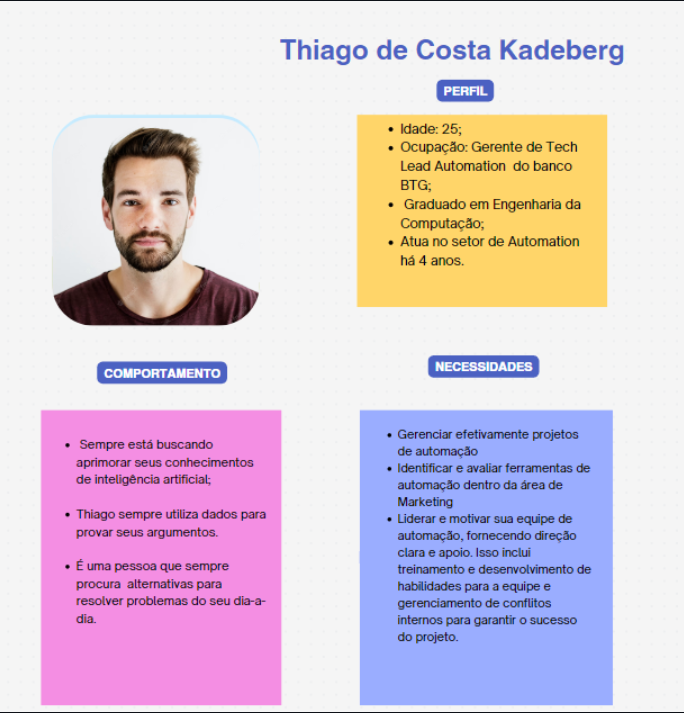 Thiago de Costa Kadeberg
PERFIL
• Idade: 25;
• Ocupação: Gerente de Tech
Lead Automation do banco
BTG;
• Graduado em Engenharia da
Computação;
• Atua no setor de Automation
há 4 anos.
COMPORTAMENTO
• Sempre está buscando
aprimorar seus conhecimentos
de inteligência artificial;
• Thiago sempre utiliza dados para
provar seus argumentos.
• É uma pessoa que sempre
procura alternativas para
resolver problemas do seu dia-a-
dia.
NECESSIDADES
• Gerenciar efetivamente projetos
de automação
• Identificar e avaliar ferramentas de
automação dentro da área de
Marketing
• Liderar e motivar sua equipe de
automação, fornecendo direção
clara e apoio. Isso inclui
treinamento e desenvolvimento de
habilidades para a equipe e
gerenciamento de conflitos
internos para garantir o sucesso
do projeto.